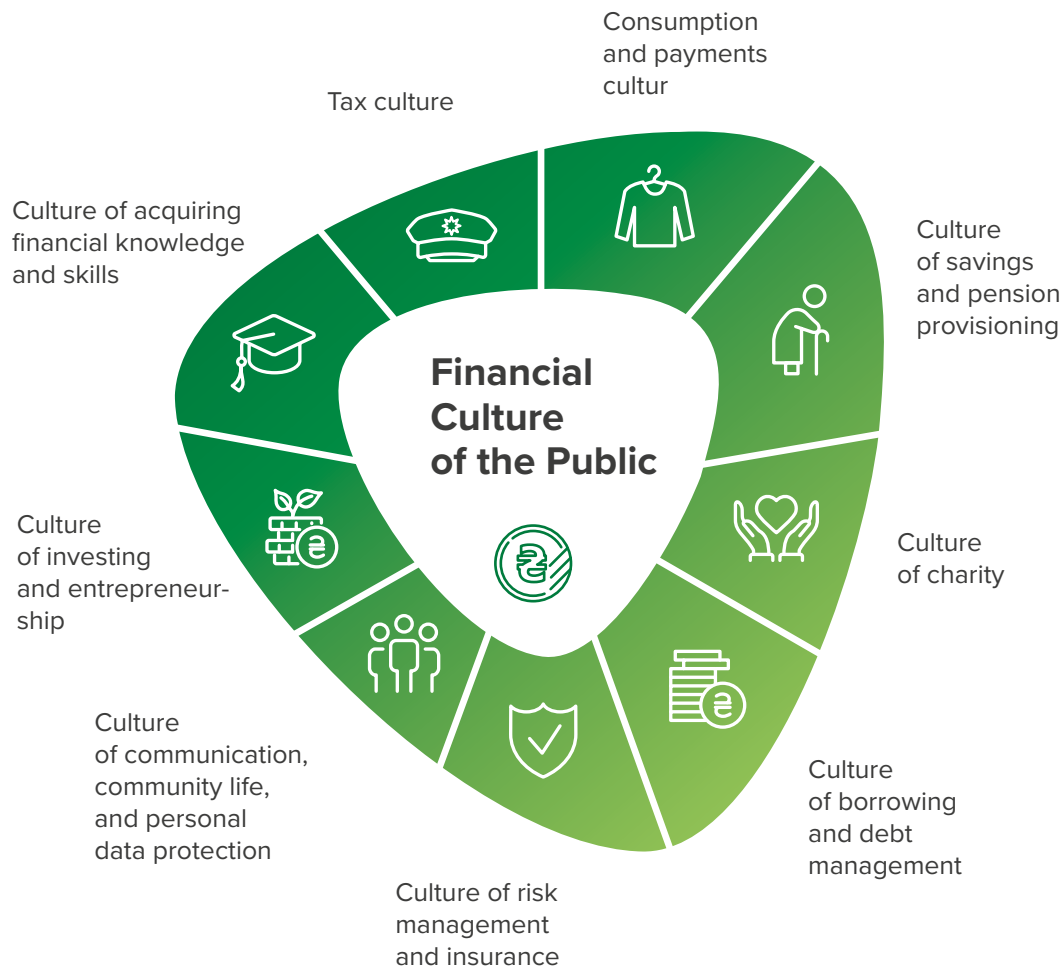 Consumption
and payments
cultur
Tax culture
Culture of acquiring
financial knowledge
and skills
Culture
of savings
and pension
provisioning
Financial
Culture
of the Public
Culture
of investing
and entrepreneur-
ship
Culture
of charity
Culture
of communication,
community life,
and personal
data protection
Culture
of borrowing
and debt
management
Culture of risk
management
and insurance